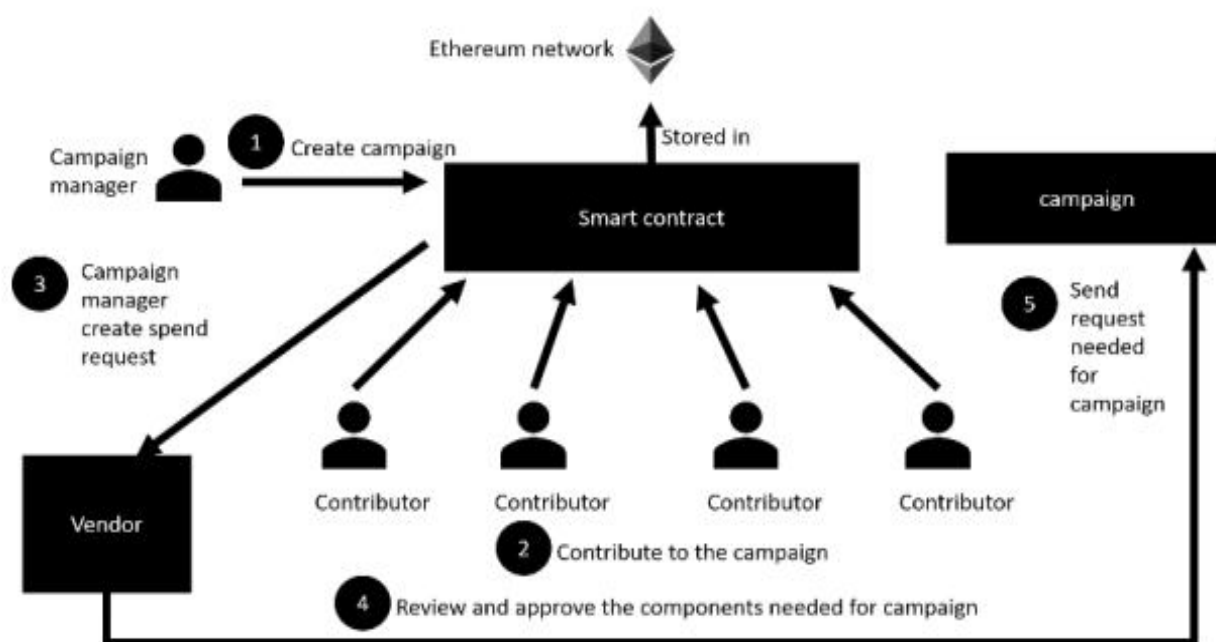 Ethereum network
Stored in
1
Create campaign
Campaign
manager
Smart contract
campaign
3
Campaign
manager
create spend
request
5
Send
request
needed
for
campaign
Vendor
Contributor
Contributor
Contributor
Contributor
2
Contribute to the campaign
4
Review and approve the components needed for campaign